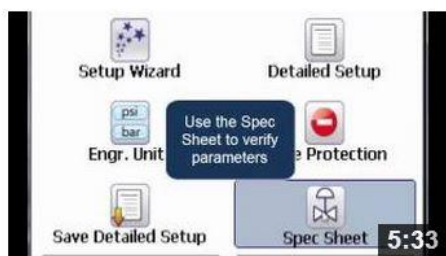 Setup Wizard
Detailed Setup
psi
bar
Engr. Unit
Use the Spec
Sheet to verify
parameters
Protection
Save Detailed Setup
Spec Sheet
5:33